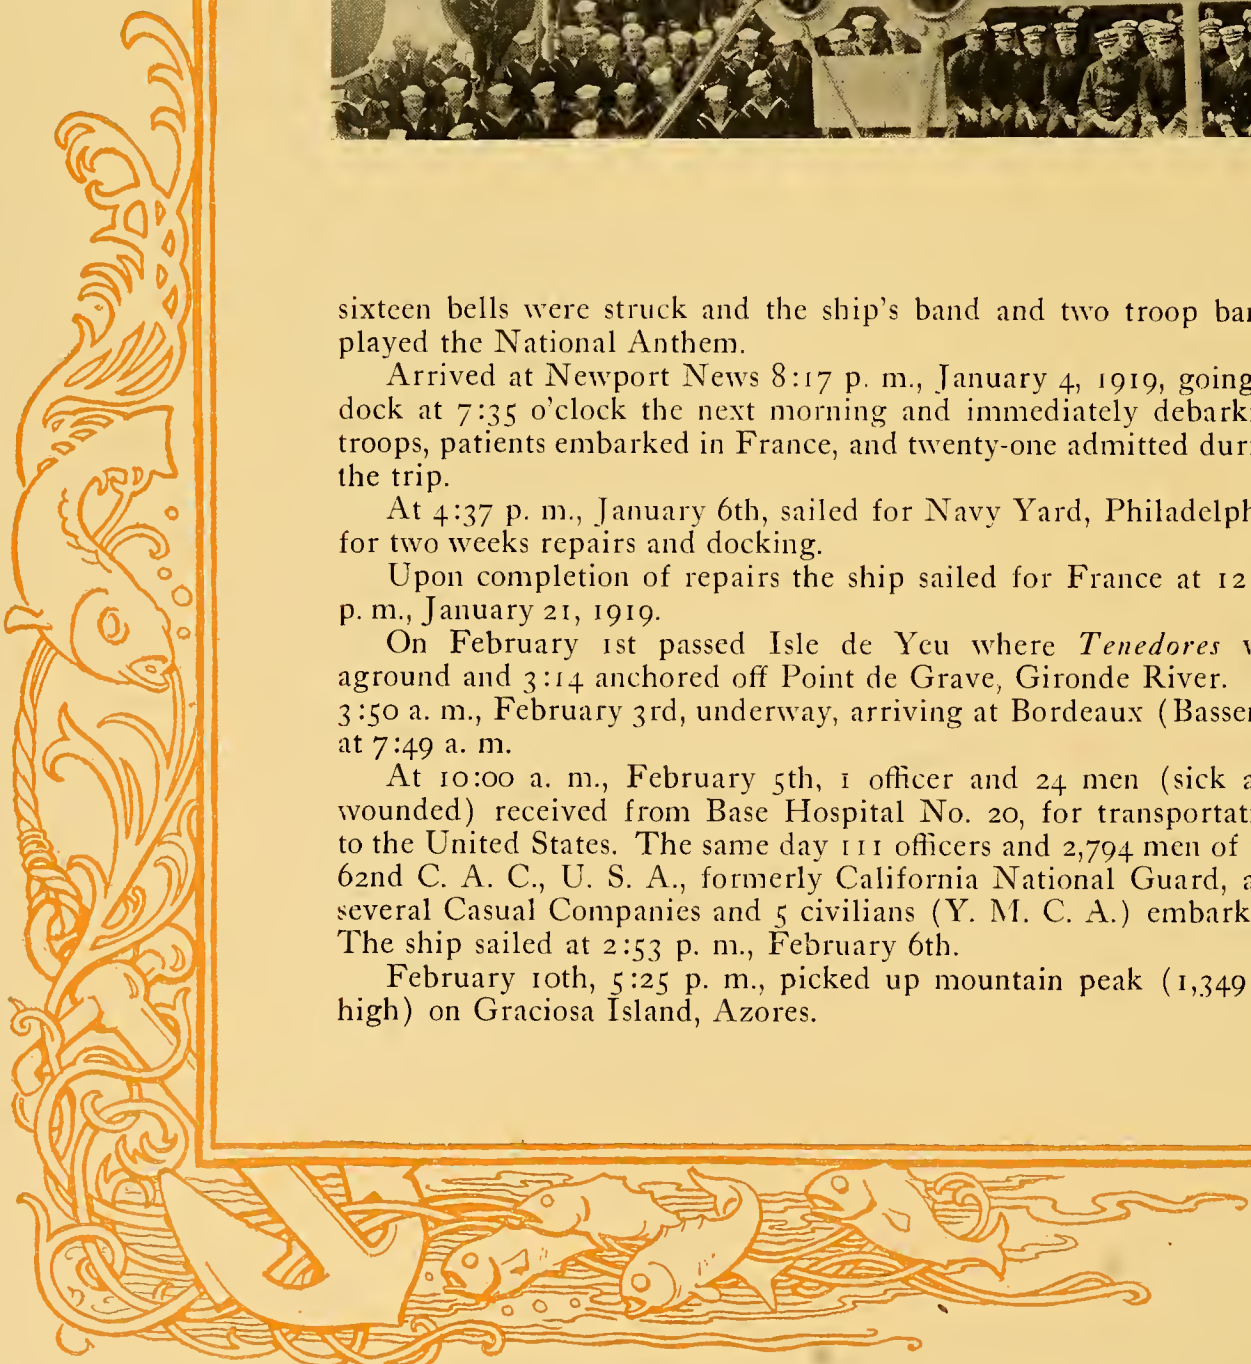 sixteen bells were struck and the ship's band and two troop
played the National Anthem.
Arrived at Newport News 8:17 p. m., January 4, 1919, going
dock at 7:35 o'clock the next morning and immediately
troops, patients embarked in France, and twenty-one admitted
the trip.
At 4:37 p. m., January 6th, sailed for Navy Yard,
for two weeks repairs and docking.
Upon completion of repairs the ship sailed for France at 12
p. m., January 21, 1919.
On February 1st passed Isle de Yeu where Tenedores
aground and 3:14 anchored off Point de Grave, Gironde River.
3:50 a. m., February 3rd, underway, arriving at Bordeaux
at 7:49 a. m.
At 10:00 a. m., February 5th, 1 officer and 24 men (sick
wounded) received from Base Hospital No. 20, for
to the United States. The same day 111 officers and 2,794 men of
62nd C. A. C., U. S. A., formerly California National Guard,
several Casual Companies and 5 civilians (Y. M. C. A.)
The ship sailed at 2:53 p. m., February 6th.
February 10th, 5:25 p. m., picked up mountain peak (1,349
high) on Graciosa Island, Azores.